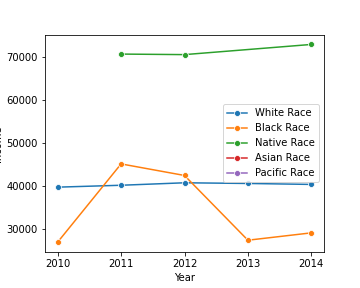 70000
60000
50000
40000
30000
White Race
Black Race
Native Race
Asian Race
Pacific Race
2010 2011 2012 2013 2014
Year